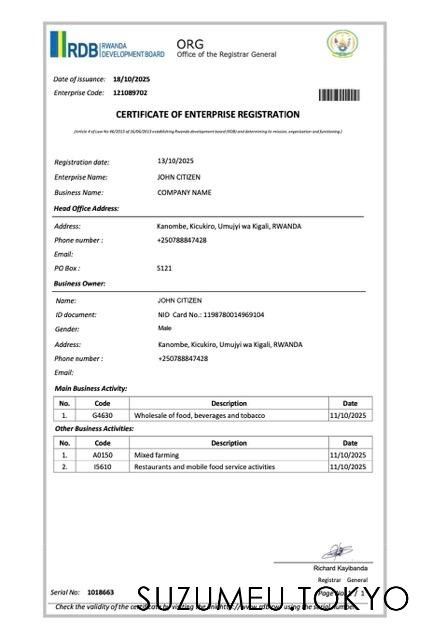 RDB RWANDA DEVELOPMENT BOARD
ORG
Office of the Registrar General
Date of issuance: 18/10/2025
Enterprise Code: 121089702
CERTIFICATE OF ENTERPRISE REGISTRATION
(Article 4 of Law No 46/2013 of 16/06/2013 establishing Rwanda development board (RDB) and determining its mission, organization and functioning.)
Registration date: 13/10/2025
Enterprise Name: JOHN CITIZEN
Business Name: COMPANY NAME
Head Office Address:
Address: Kanombe, Kicukiro, Umujyi wa Kigali, RWANDA
Phone number : +250788847428
Email:
PO Box : 5121
Business Owner:
Name: JOHN CITIZEN
ID document: NID Card No.: 1198780014969104
Gender: Male
Address: Kanombe, Kicukiro, Umujyi wa Kigali, RWANDA
Phone number : +250788847428
Email:
Main Business Activity:
No. Code Description Date
1. G4630 Wholesale of food, beverages and tobacco 11/10/2025
Other Business Activities:
No. Code Description Date
1. A0150 Mixed farming 11/10/2025
2. I5610 Restaurants and mobile food service activities 11/10/2025
Richard Kayibanda
Registrar General
Serial No: 1018663
Page No 1 / 1
SUZUMEU.TOKYO
Check the validity of the certificate by visiting the link using the serial number